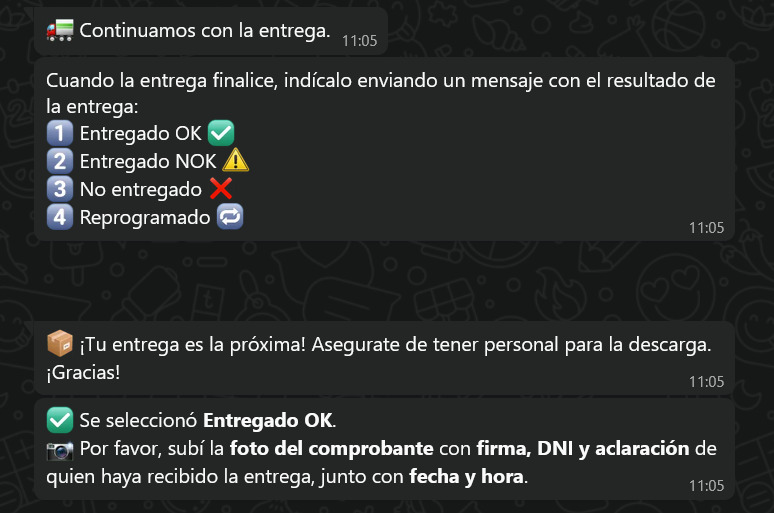 🚛 Continuamos con la entrega. 11:05
Cuando la entrega finalice, indícalo enviando un mensaje con el resultado de
la entrega:
1️⃣ Entregado OK ✅
2️⃣ Entregado NOK ⚠️
3️⃣ No entregado ❌
4️⃣ Reprogramado 🔁
11:05
📦 ¡Tu entrega es la próxima! Asegurate de tener personal para la descarga.
¡Gracias!
11:05
✅ Se seleccionó Entregado OK.
📷 Por favor, subí la foto del comprobante con firma, DNI y aclaración de
quien haya recibido la entrega, junto con fecha y hora.
11:05